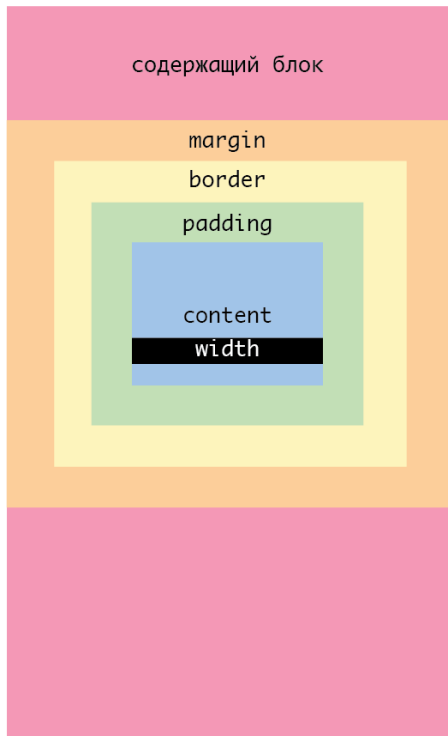 содержащий блок
margin
border
padding
content
width